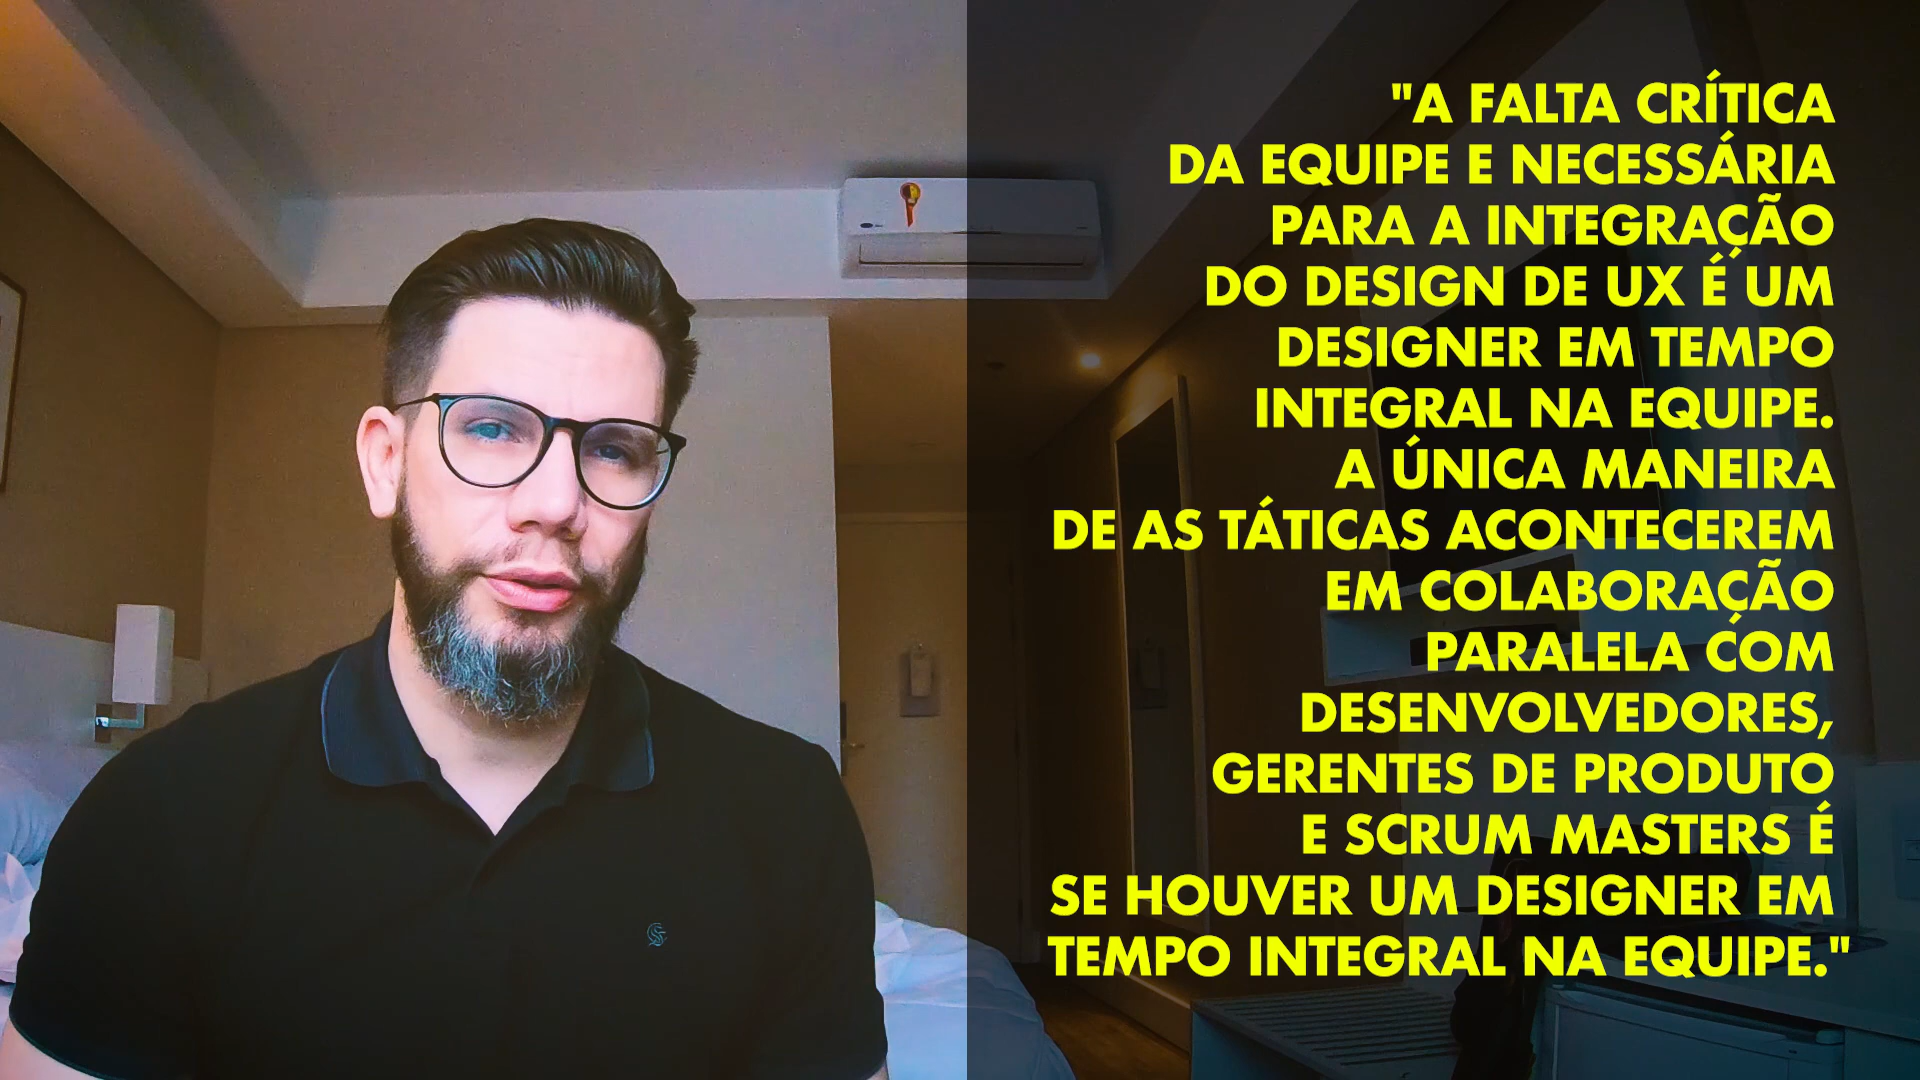 "A FALTA CRÍTICA
DA EQUIPE E NECESSÁRIA
PARA A INTEGRAÇÃO
DO DESIGN DE UX É UM
DESIGNER EM TEMPO
INTEGRAL NA EQUIPE.
A ÚNICA MANEIRA
DE AS TÁTICAS ACONTECEREM
EM COLABORAÇÃO
PARALELA COM
DESENVOLVEDORES,
GERENTES DE PRODUTO
E SCRUM MASTERS É
SE HOUVER UM DESIGNER EM
TEMPO INTEGRAL NA EQUIPE."